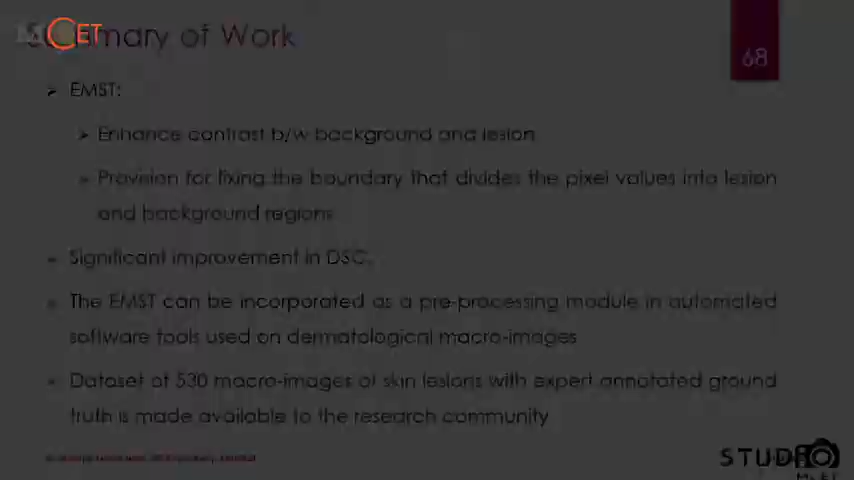 Summary of Work
68
EMST:
Enhance contrast b/w background and lesion
Provision for fixing the boundary that divides the pixel values into lesion
and background regions
Significant improvement in DSC.
The EMST can be incorporated as a pre-processing module in automated
software tools used on dermatological macro-images
Dataset of 530 macro-images of skin lesions with expert annotated ground
truth is made available to the research community
STUDIO